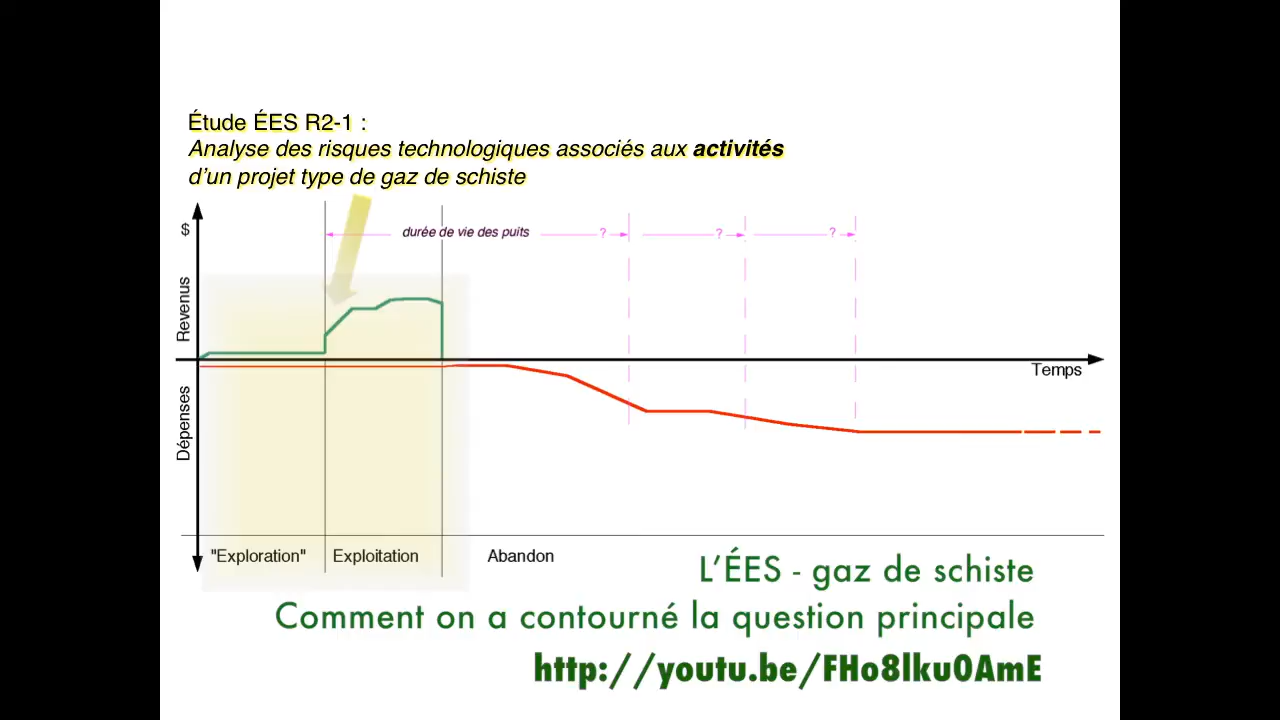 Étude ÉES R2-1 :
Analyse des risques technologiques associés aux activités
d'un projet type de gaz de schiste
$
durée de vie des puits
?
?
?
Revenus
Temps
Dépenses
"Exploration"
Exploitation
Abandon
L'ÉES - gaz de schiste
Comment on a contourné la question principale
http://youtu.be/FHo8lku0AmE